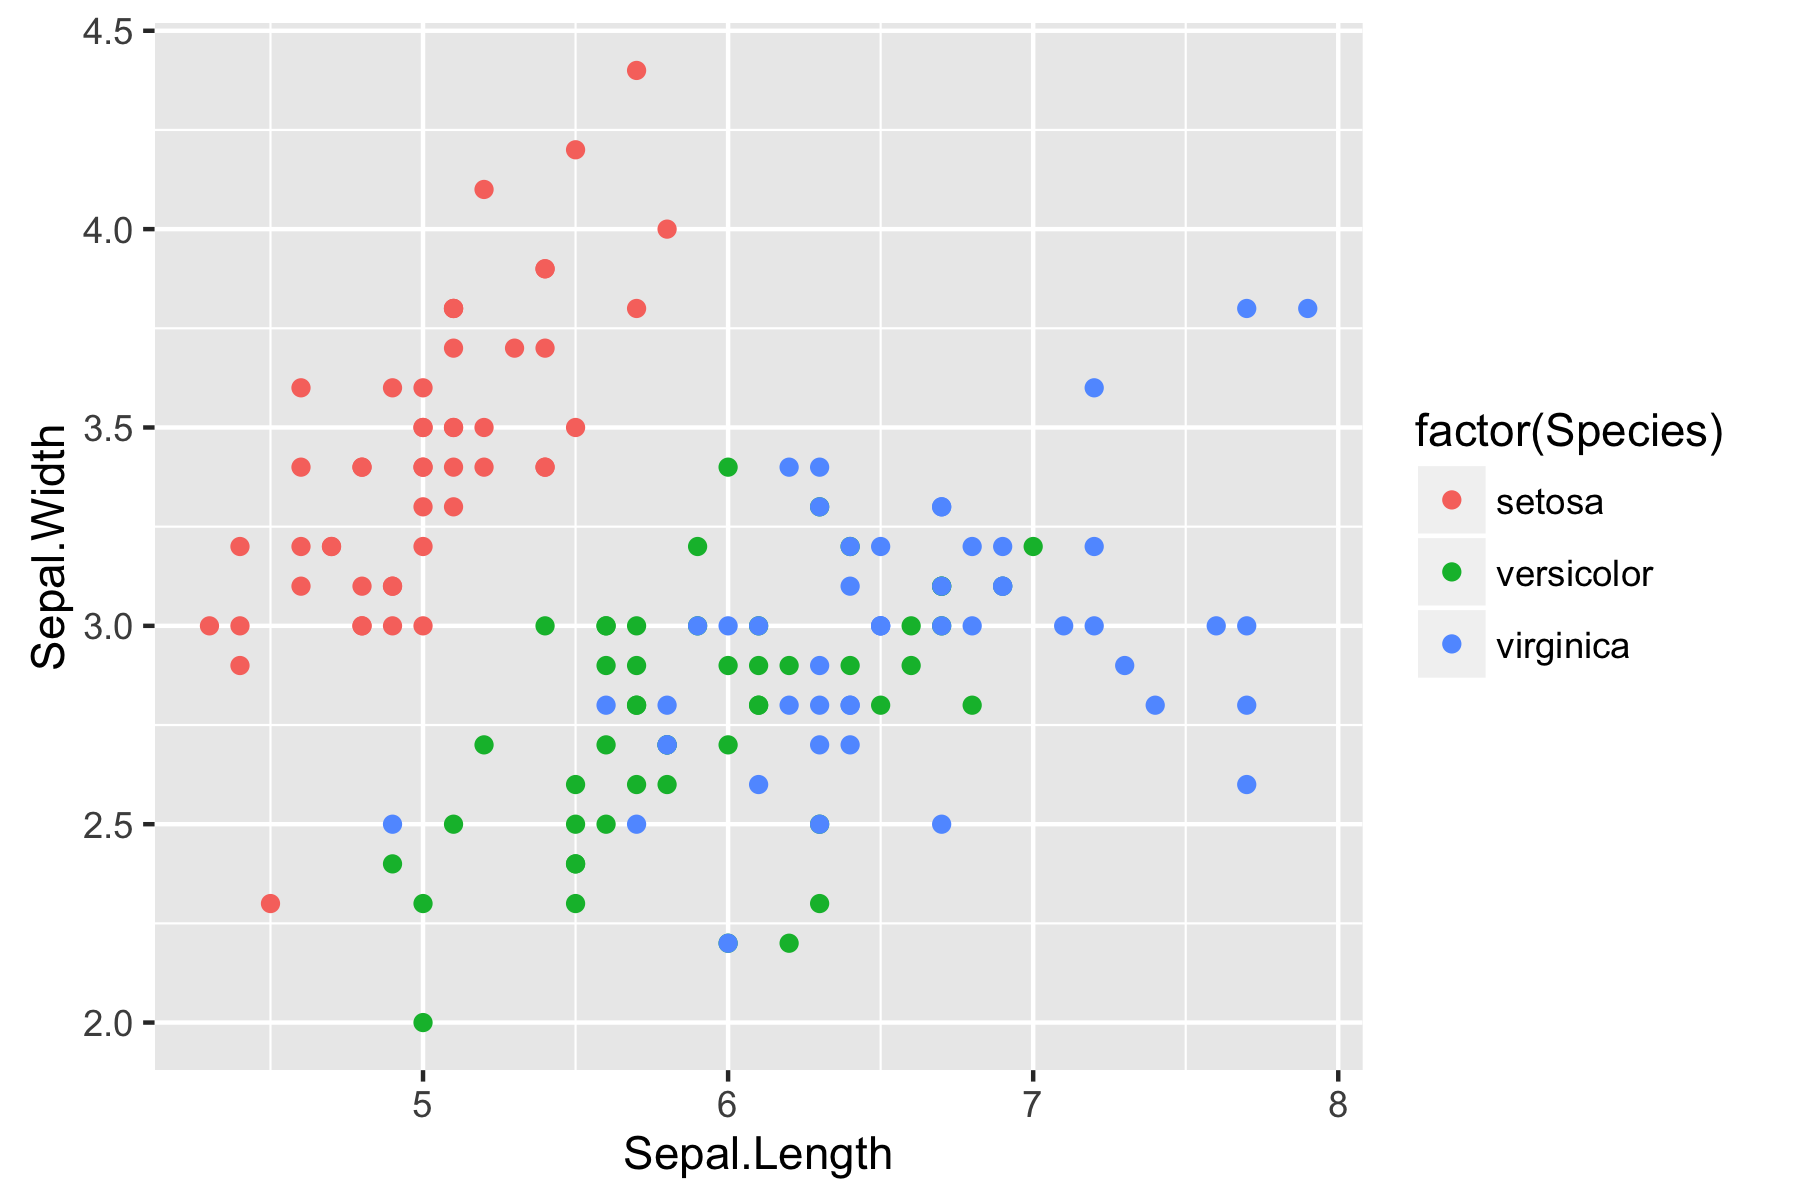 4.5
4.0
3.5
3.0
2.5
2.0
Sepal.Width
5 6 7 8
Sepal.Length
factor(Species)
setosa
versicolor
virginica